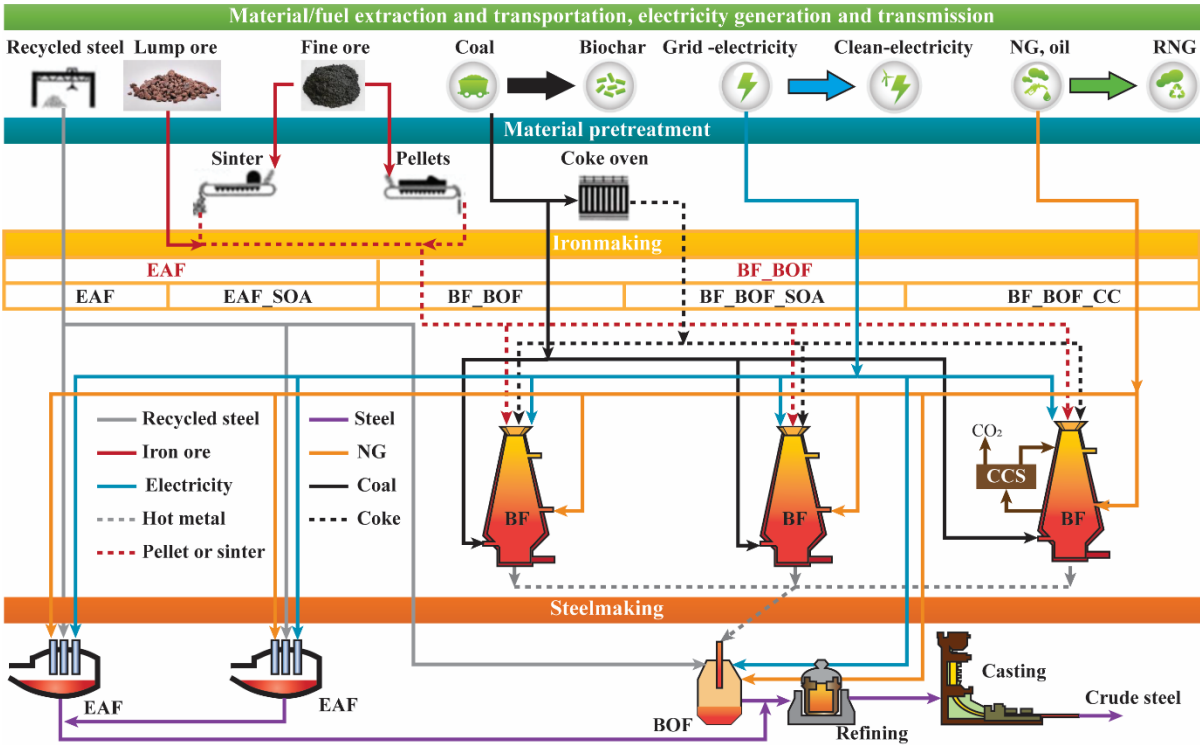 Material/fuel extraction and transportation, electricity generation and transmission
Recycled steel
Lump ore
Fine ore
Coal
Biochar
Grid -electricity
Clean-electricity
NG, oil
RNG
Material pretreatment
Sinter
Pellets
Coke oven
Ironmaking
EAF
BF_BOF
EAF
EAF_SOA
BF_BOF
BF_BOF_SOA
BF_BOF_CC
Recycled steel
Steel
Iron ore
NG
Electricity
Coal
Hot metal
Coke
Pellet or sinter
CO₂
CCS
BF
BF
BF
Steelmaking
EAF
EAF
BOF
Refining
Casting
Crude steel